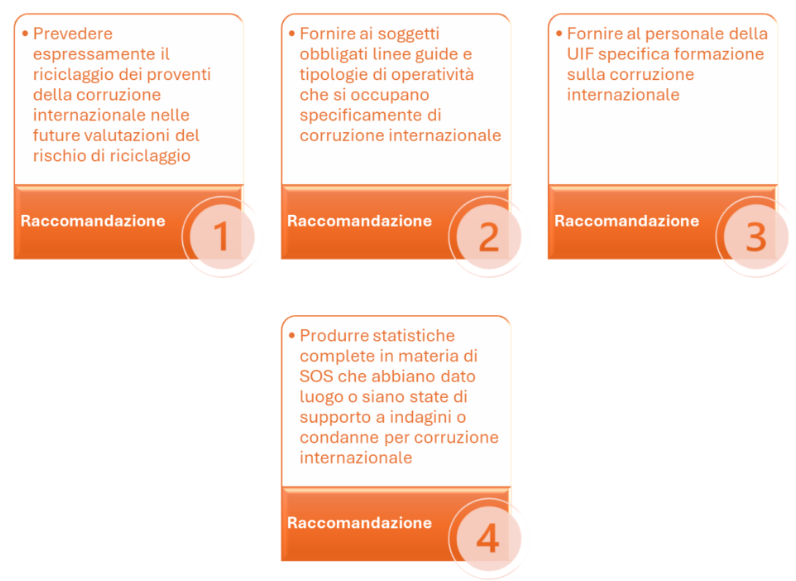 • Prevedere
espressamente il
riciclaggio dei proventi
della corruzione
internazionale nelle
future valutazioni del
rischio di riciclaggio
Raccomandazione
1
• Fornire ai soggetti
obbligati linee guide e
tipologie di operatività
che si occupano
specificamente di
corruzione internazionale
Raccomandazione
2
• Fornire al personale della
UIF specifica formazione
sulla corruzione
internazionale
Raccomandazione
3
• Produrre statistiche
complete in materia di
SOS che abbiano dato
luogo o siano state di
supporto a indagini o
condanne per corruzione
internazionale
Raccomandazione
4